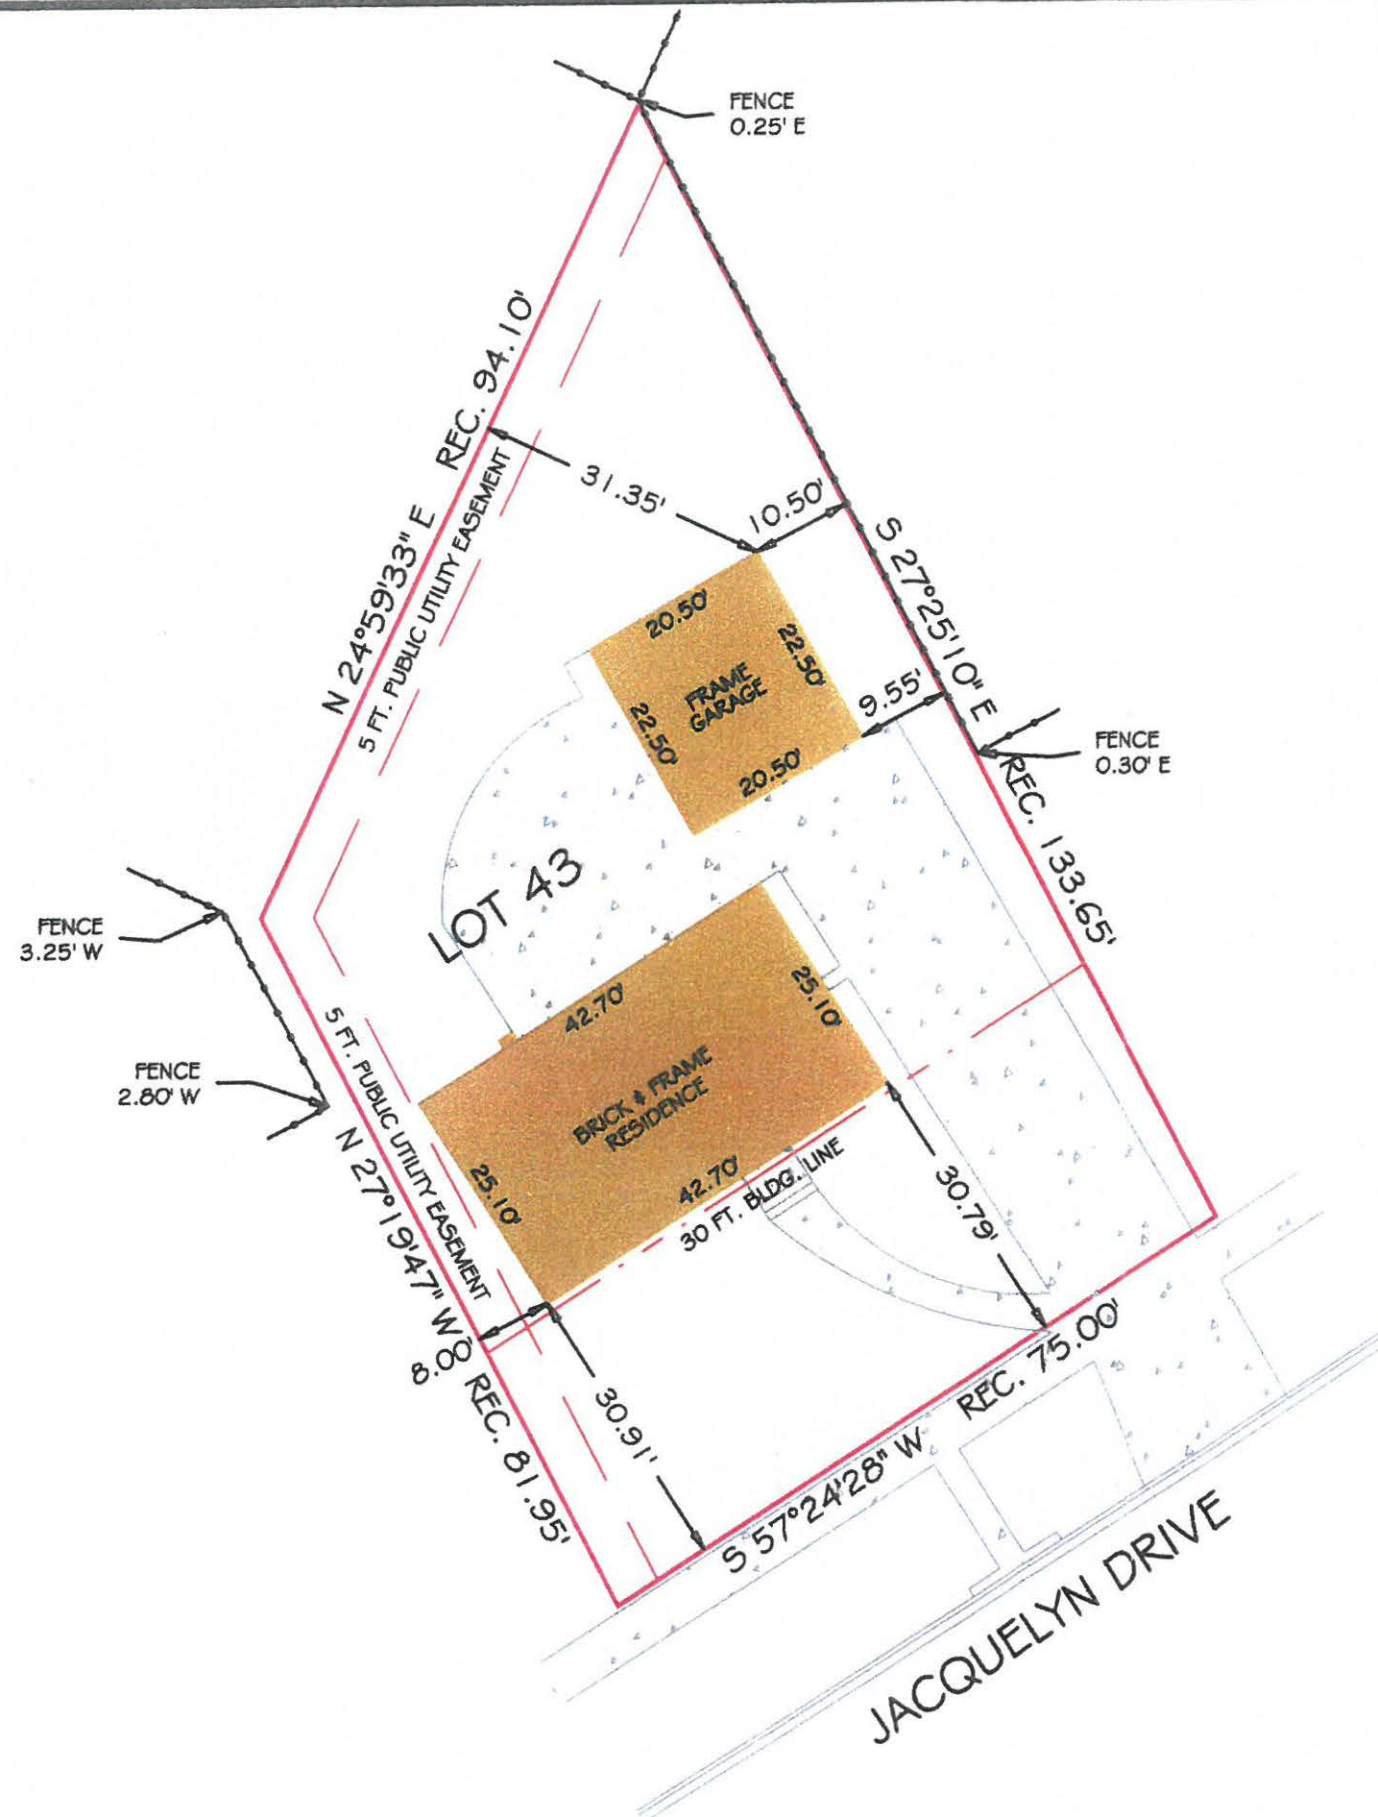 FENCE
0.25' E
N 24°59'33" E REC. 94.10'
5 FT. PUBLIC UTILITY EASEMENT
31.35'
10.50'
S 27°25'10" E REC. 133.65'
20.50'
22.50'
FRAME
GARAGE
22.50'
20.50'
9.55'
FENCE
0.30' E
LOT 43
FENCE
3.25' W
FENCE
2.80' W
42.70'
25.10'
BRICK & FRAME
RESIDENCE
25.10'
42.70'
30 FT. BLDG. LINE
5 FT. PUBLIC UTILITY EASEMENT
N 27°19'47" W REC. 81.95'
8.00'
30.79'
30.91'
S 57°24'28" W REC. 75.00'
JACQUELYN DRIVE